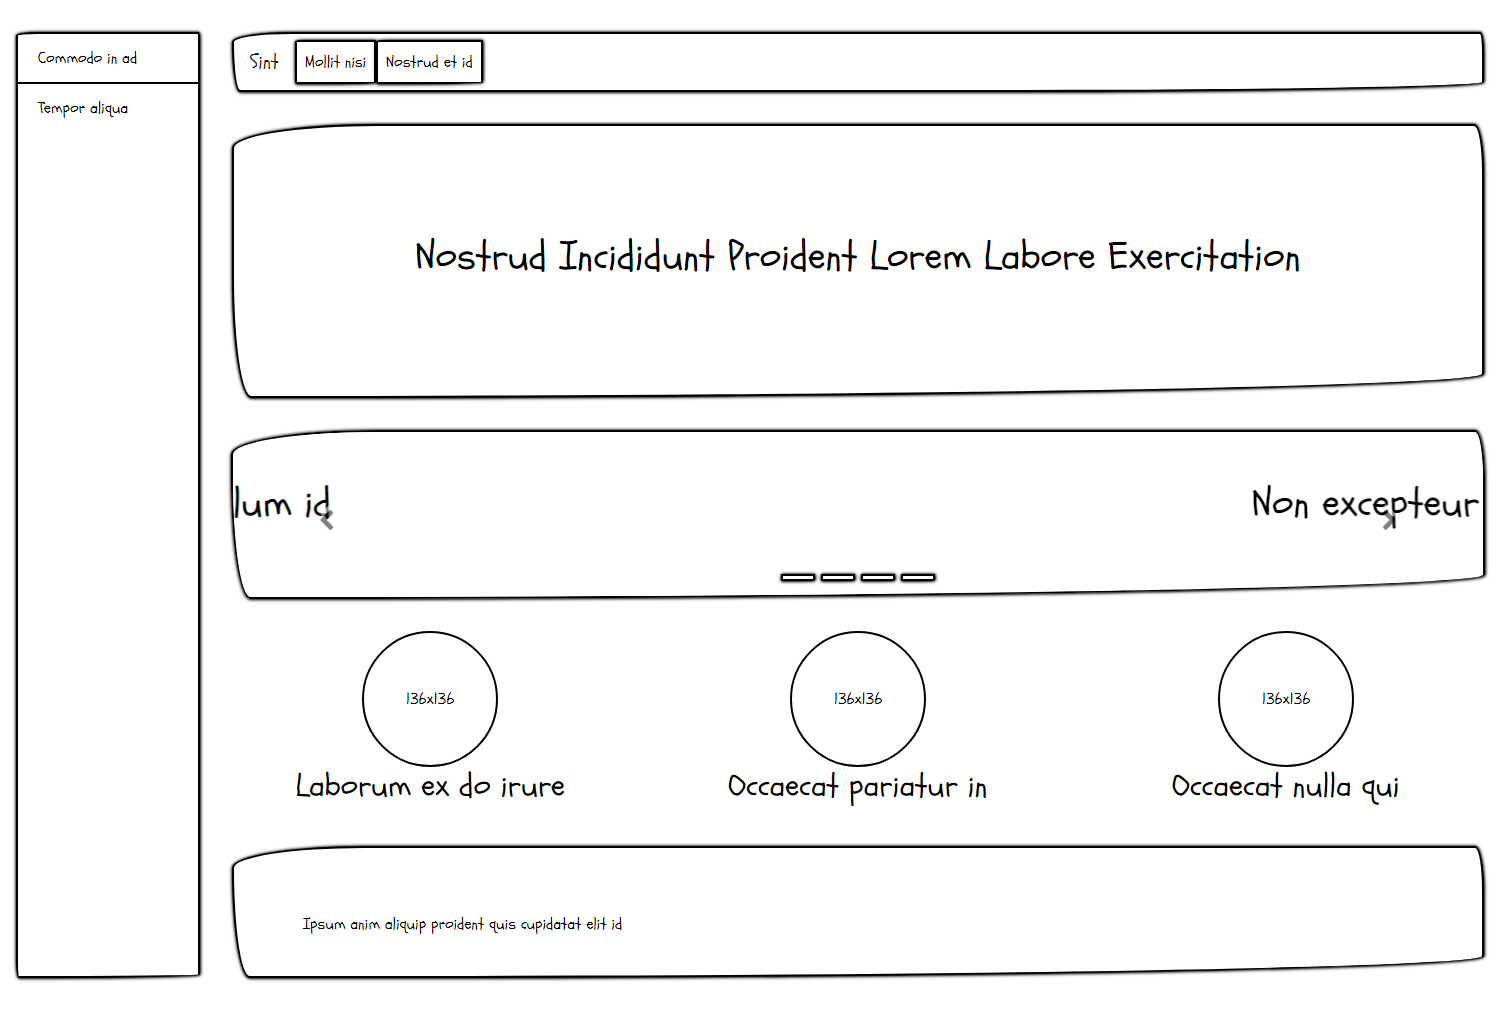 Commodo in ad
Tempor aliqua
Sint
Mollit nisi
Nostrud et id
Nostrud Incididunt Proident Lorem Labore Exercitation
lum id
Non excepteur
136x136
136x136
136x136
Laborum ex do irure
Occaecat pariatur in
Occaecat nulla qui
Ipsum anim aliquip proident quis cupidatat elit id